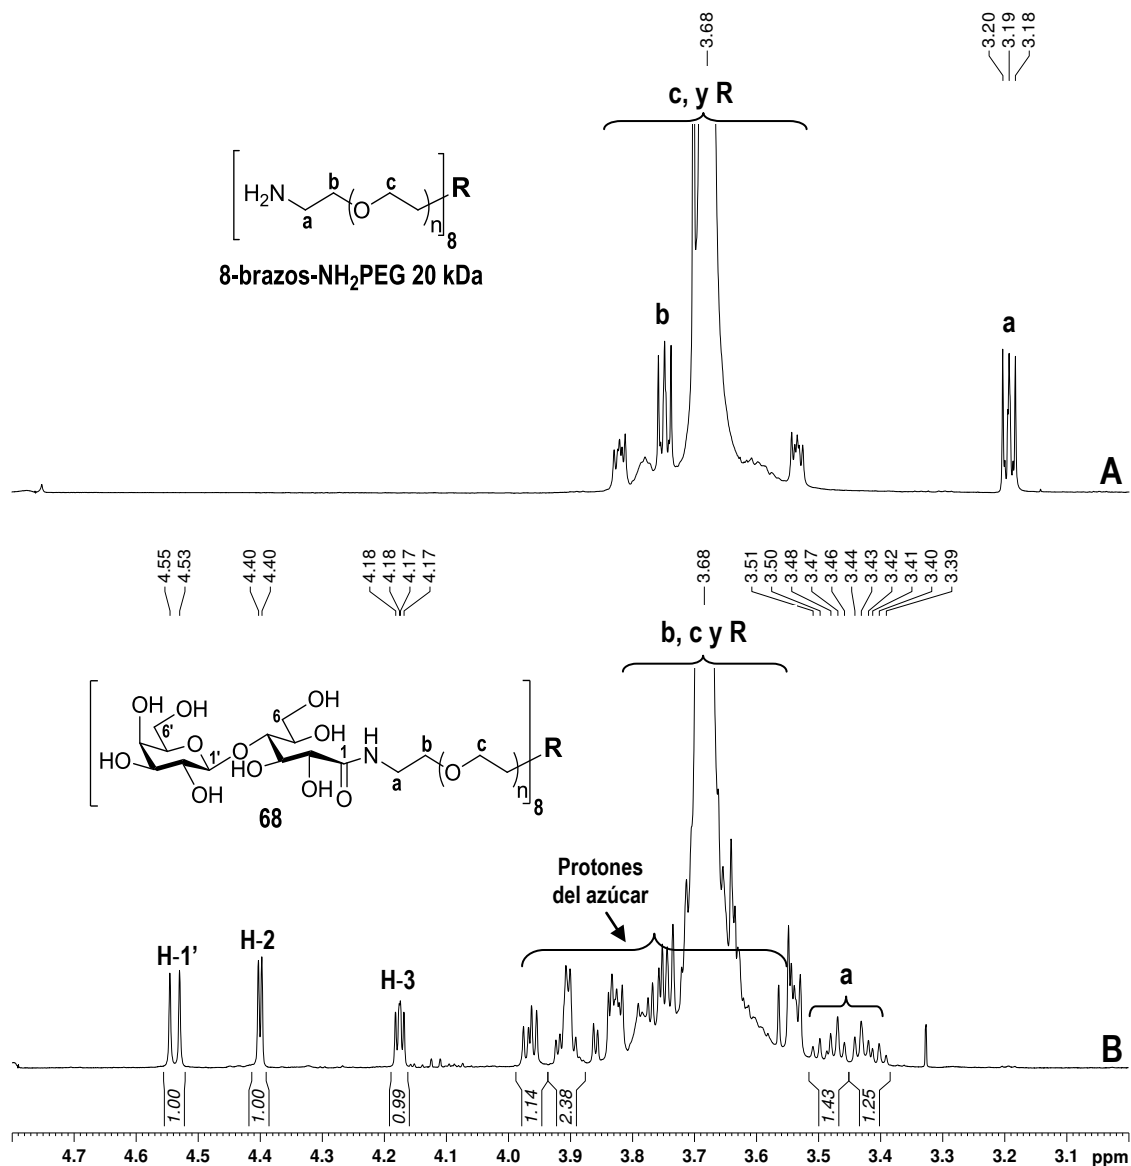 3.68
3.20
3.19
3.18
c, y R
b
c
R
H₂N
O
a
n
8
8-brazos-NH₂PEG 20 kDa
b
a
A
4.55
4.53
4.40
4.40
4.18
4.18
4.17
4.17
3.68
3.51
3.50
3.48
3.47
3.46
3.44
3.43
3.42
3.41
3.40
3.39
b, c y R
OH OH
6'
O
HO
1'
OH
O
6
OH
OH
HO
OH
1
O
H
N
a
b
O
c
n
8
R
68
Protones
del azúcar
H-1’
H-2
H-3
a
B
1.00
1.00
0.99
1.14
2.38
1.43
1.25
4.7 4.6 4.5 4.4 4.3 4.2 4.1 4.0 3.9 3.8 3.7 3.6 3.5 3.4 3.3 3.2 3.1 ppm